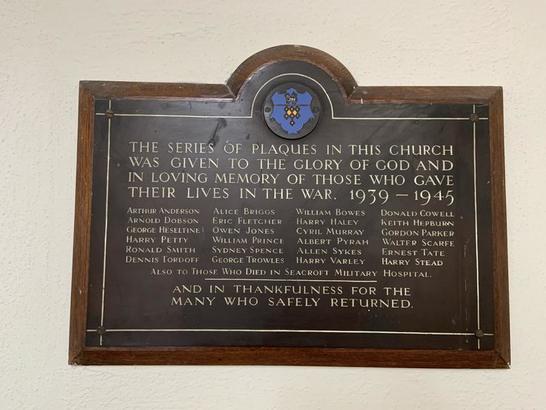 THE SERIES OF PLAQUES IN THIS CHURCH
WAS GIVEN TO THE GLORY OF GOD AND
IN LOVING MEMORY OF THOSE WHO GAVE
THEIR LIVES IN THE WAR. 1939 – 1945
ARTHUR ANDERSON ALICE BRIGGS WILLIAM BOWES DONALD COWELL
ARNOLD DOBSON ERIC FLETCHER HARRY HALEY KEITH HEPBURN
GEORGE HESELTINE OWEN JONES CYRIL MURRAY GORDON PARKER
HARRY PETTY WILLIAM PRINCE ALBERT PYRAH WALTER SCARFE
RONALD SMITH SYDNEY SPENCE ALLEN SYKES ERNEST TATE
DENNIS TORDOFF GEORGE TROWLES HARRY VARLEY HARRY STEAD
ALSO TO THOSE WHO DIED IN SEACROFT MILITARY HOSPITAL.
AND IN THANKFULNESS FOR THE
MANY WHO SAFELY RETURNED.